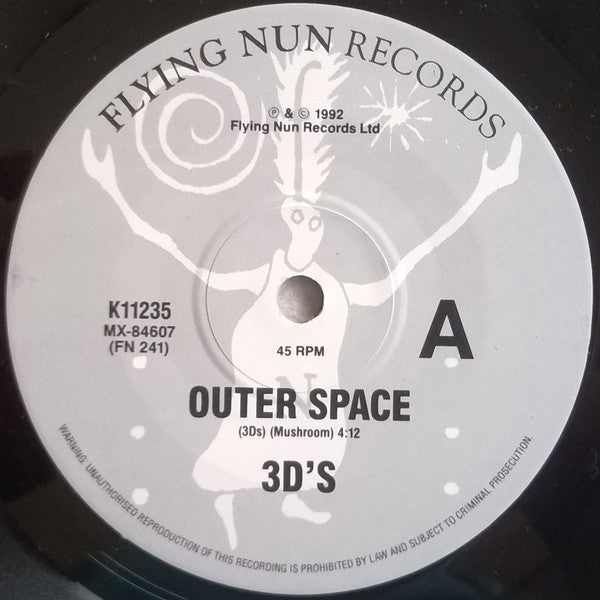 FLYING NUN RECORDS
℗ & © 1992
Flying Nun Records Ltd
K11235
MX-84607
(FN 241)
A
45 RPM
N
OUTER SPACE
(3Ds) (Mushroom) 4:12
3D'S
WARNING. UNAUTHORISED REPRODUCTION OF THIS RECORDING IS PROHIBITED BY LAW AND SUBJECT TO CRIMINAL PROSECUTION.